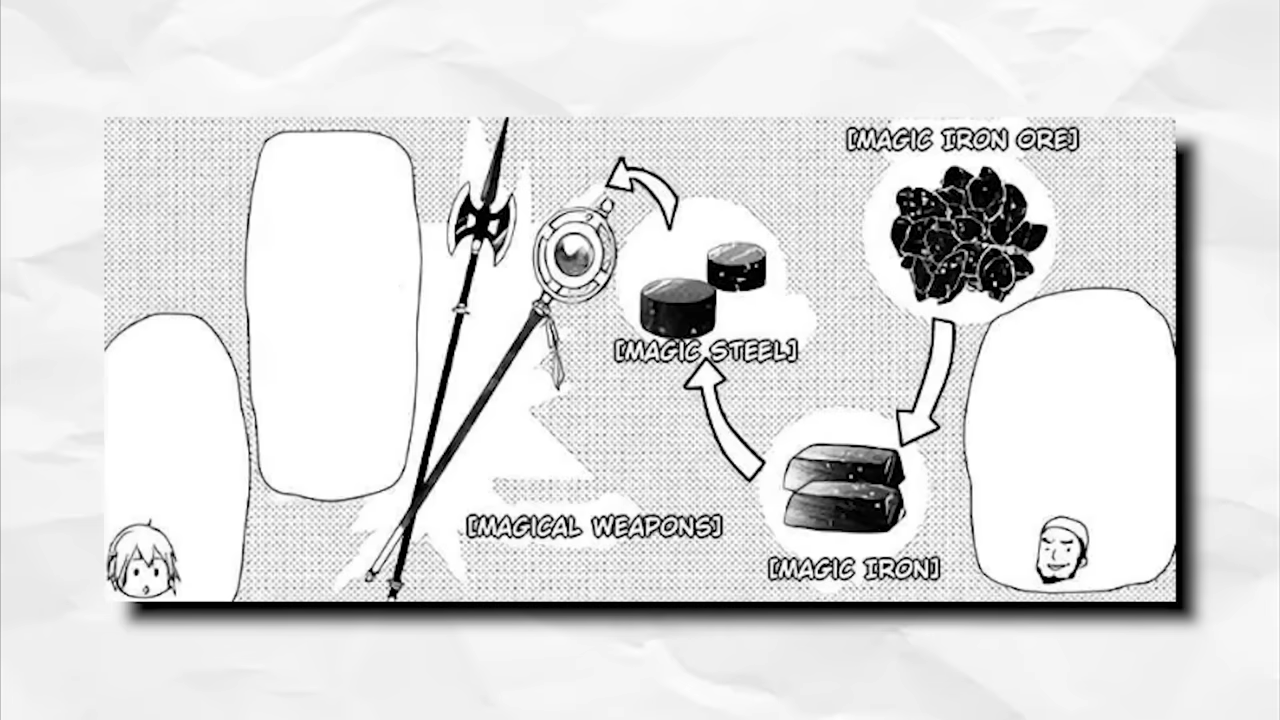 [MAGIC IRON ORE]
[MAGIC STEEL]
[MAGIC IRON]
[MAGICAL WEAPONS]